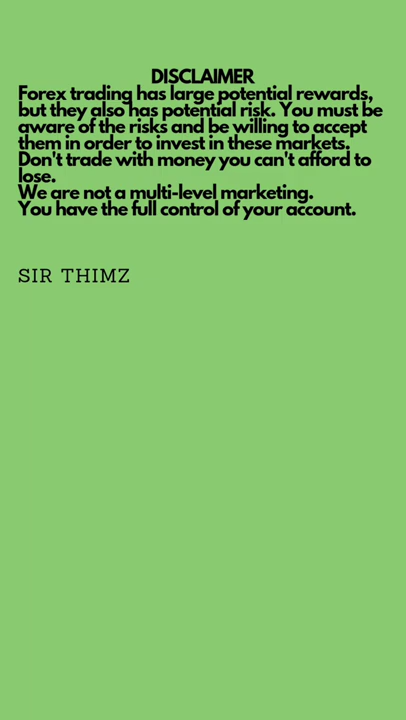 DISCLAIMER
Forex trading has large potential rewards,
but they also has potential risk. You must be
aware of the risks and be willing to accept
them in order to invest in these markets.
Don't trade with money you can't afford to
lose.
We are not a multi-level marketing.
You have the full control of your account.
SIR THIMZ